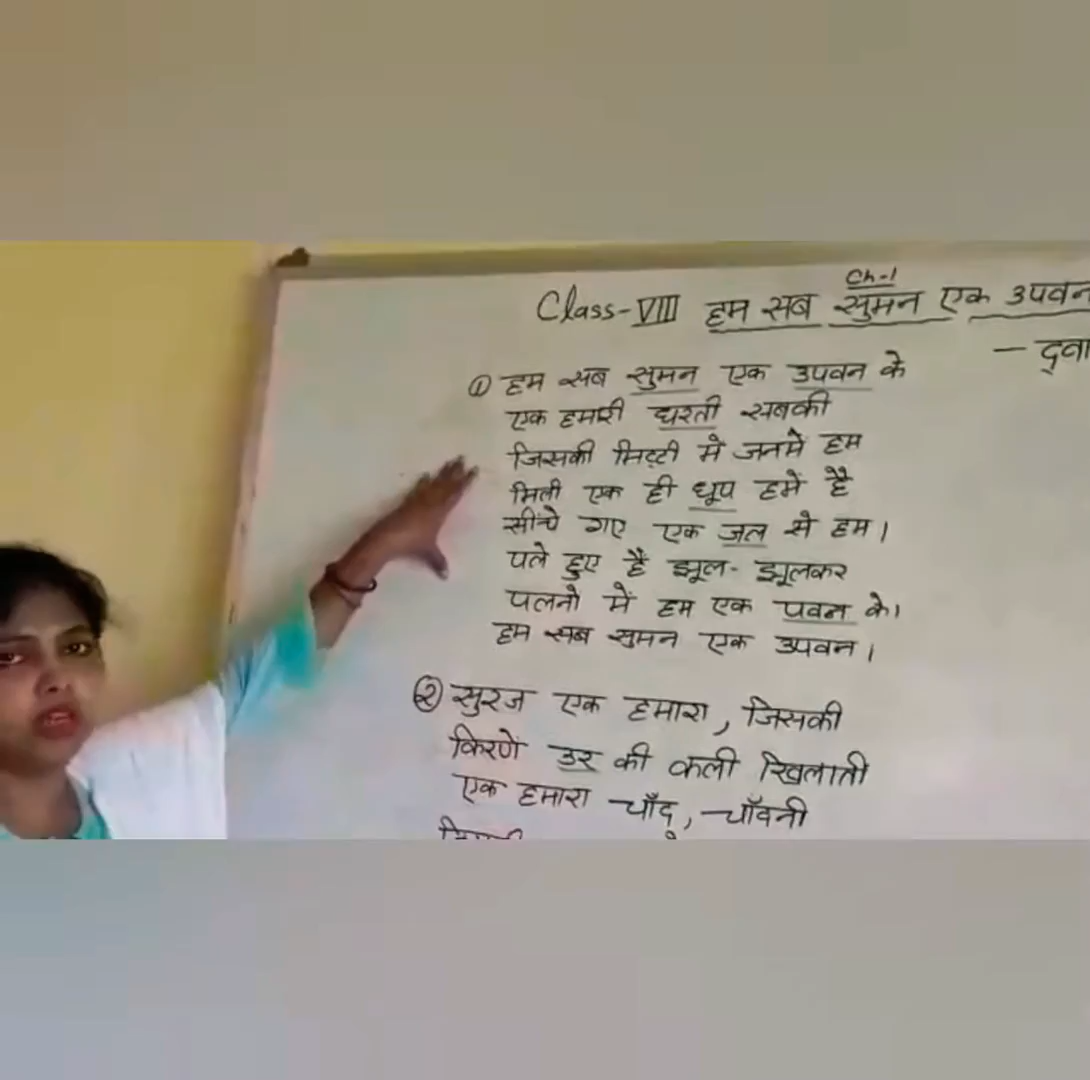 Ch-1
Class-VIII हम सब सुमन एक उपवन
① हम सब सुमन एक उपवन के
एक हमारी धरती सबकी
जिसकी मिट्टी में जनमें हम
मिली एक ही धूप हमें है
सींचे गए एक जल से हम।
पले हुए हैं झूल-झूलकर
पलनो में हम एक पवन के।
हम सब सुमन एक उपवन।
② सुरज एक हमारा, जिसकी
किरणें उर की कली खिलाती
एक हमारा चाँद, चाँदनी